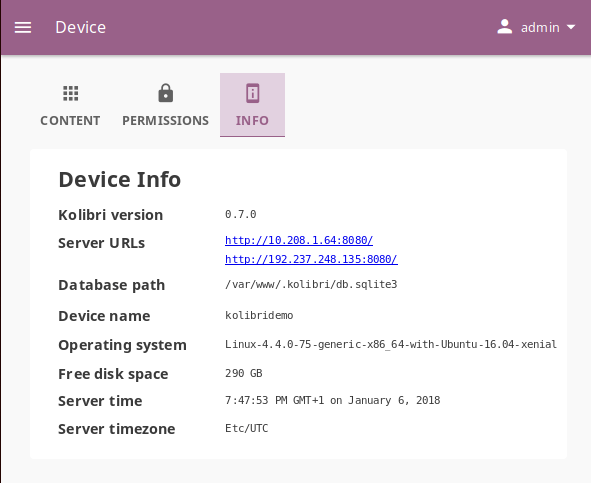 Device
admin
CONTENT
PERMISSIONS
INFO
Device Info
Kolibri version 0.7.0
Server URLs http://10.208.1.64:8080/
http://192.237.248.135:8080/
Database path /var/www/.kolibri/db.sqlite3
Device name kolibridemo
Operating system Linux-4.4.0-75-generic-x86_64-with-Ubuntu-16.04-xenial
Free disk space 290 GB
Server time 7:47:53 PM GMT+1 on January 6, 2018
Server timezone Etc/UTC